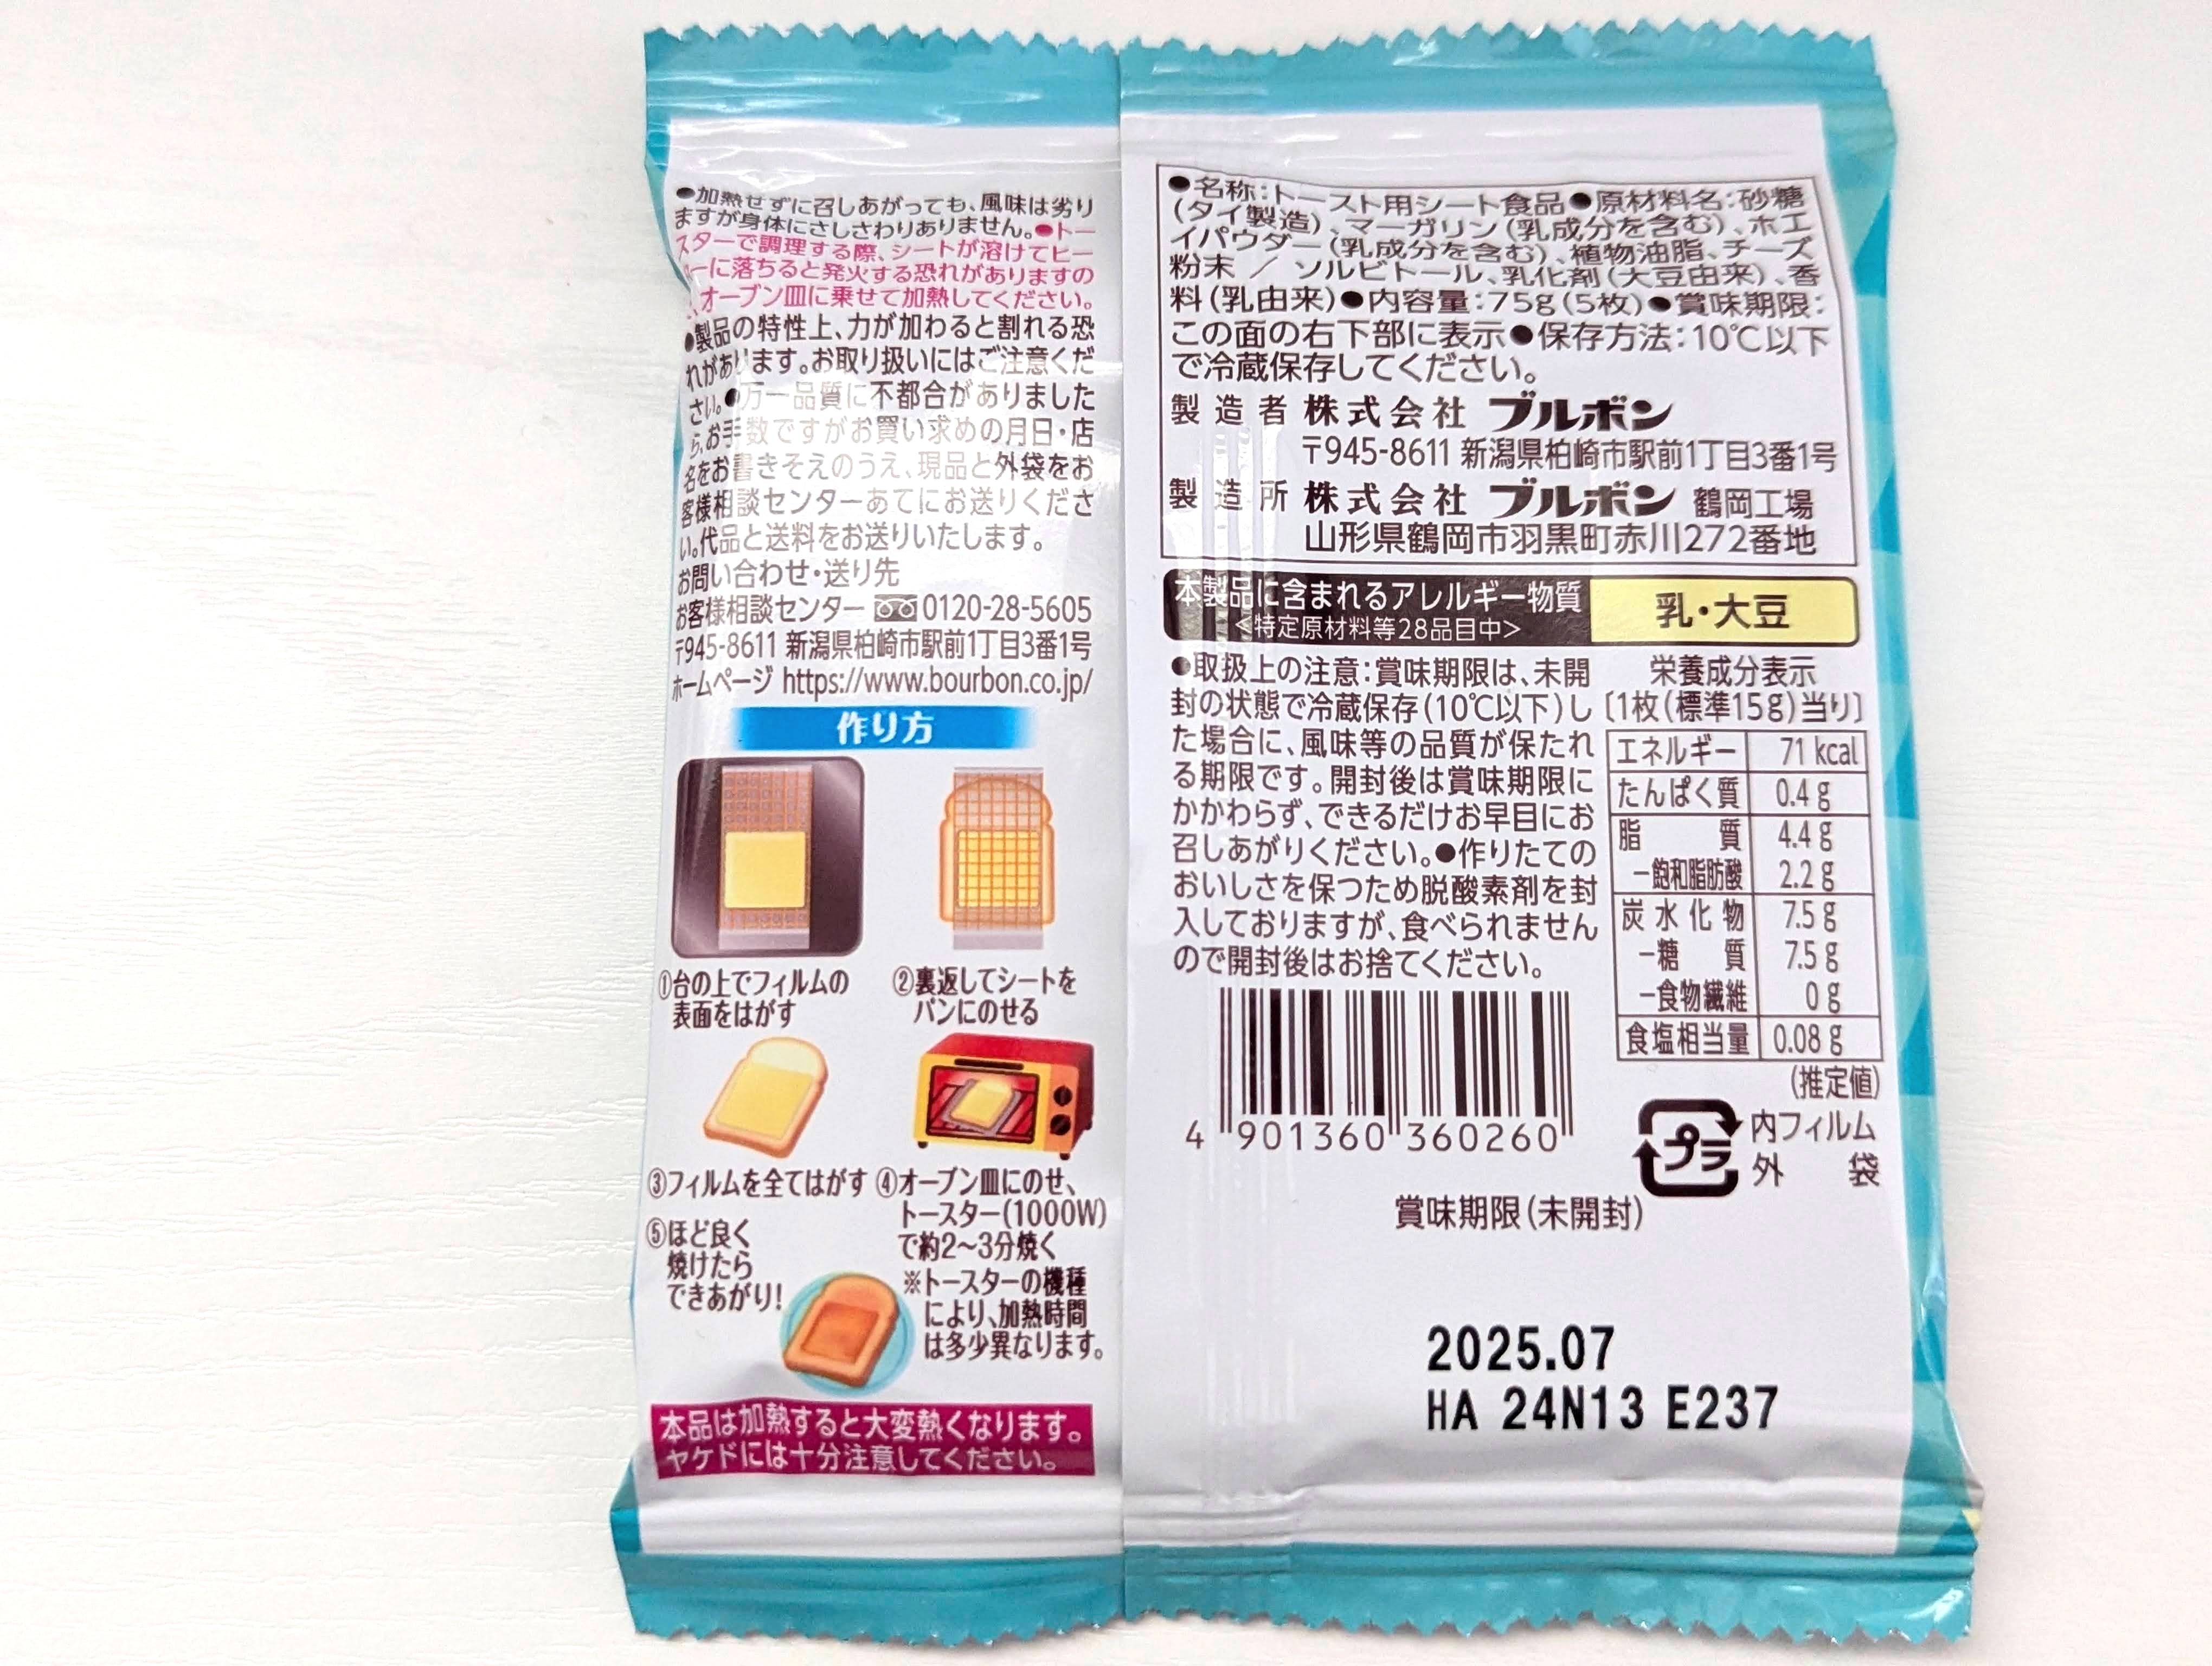 ●加熱せずに召しあがっても、風味は劣り
ますが身体にさしさわりありません。●トー
スターで調理する際、シートが溶けてヒー
ーに落ちると発火する恐れがありますの
、オーブン皿に乗せて加熱してください。
●製品の特性上、力が加わると割れる恐
れがあります。お取り扱いにはご注意くだ
さい。●万一品質に不都合がありました
ら、お手数ですがお買い求めの月日・店
名をお書きそえのうえ、現品と外袋をお
客様相談センターあてにお送りくださ
い。代品と送料をお送りいたします。
お問い合わせ・送り先
お客様相談センター 0120-28-5605
〒945-8611 新潟県柏崎市駅前1丁目3番1号
ホームページ https://www.bourbon.co.jp/
作り方
①台の上でフィルムの
表面をはがす
②裏返してシートを
パンにのせる
③フィルムを全てはがす
④オーブン皿にのせ、
トースター(1000W)
で約2～3分焼く
※トースターの機種
により、加熱時間
は多少異なります。
⑤ほど良く
焼けたら
できあがり!
本品は加熱すると大変熱くなります。
ヤケドには十分注意してください。
●名称:トースト用シート食品●原材料名:砂糖
(タイ製造)、マーガリン(乳成分を含む)、ホエ
イパウダー(乳成分を含む)、植物油脂、チーズ
粉末 / ソルビトール、乳化剤(大豆由来)、香
料(乳由来)●内容量:75g(5枚)●賞味期限:
この面の右下部に表示●保存方法:10℃以下
で冷蔵保存してください。
製造者 株式会社 ブルボン
〒945-8611 新潟県柏崎市駅前1丁目3番1号
製造所 株式会社 ブルボン 鶴岡工場
山形県鶴岡市羽黒町赤川272番地
本製品に含まれるアレルギー物質
<特定原材料等28品目中>
乳・大豆
●取扱上の注意:賞味期限は、未開
封の状態で冷蔵保存(10℃以下)し
た場合に、風味等の品質が保たれ
る期限です。開封後は賞味期限に
かかわらず、できるだけお早目にお
召しあがりください。●作りたての
おいしさを保つため脱酸素剤を封
入しておりますが、食べられません
ので開封後はお捨てください。
栄養成分表示
[1枚(標準15g)当り]
エネルギー 71 kcal
たんぱく質 0.4 g
脂質 4.4 g
−飽和脂肪酸 2.2 g
炭水化物 7.5 g
−糖質 7.5 g
−食物繊維 0 g
食塩相当量 0.08 g
(推定値)
4 901360 360260
プラ
内フィルム
外袋
賞味期限(未開封)
2025.07
HA 24N13 E237